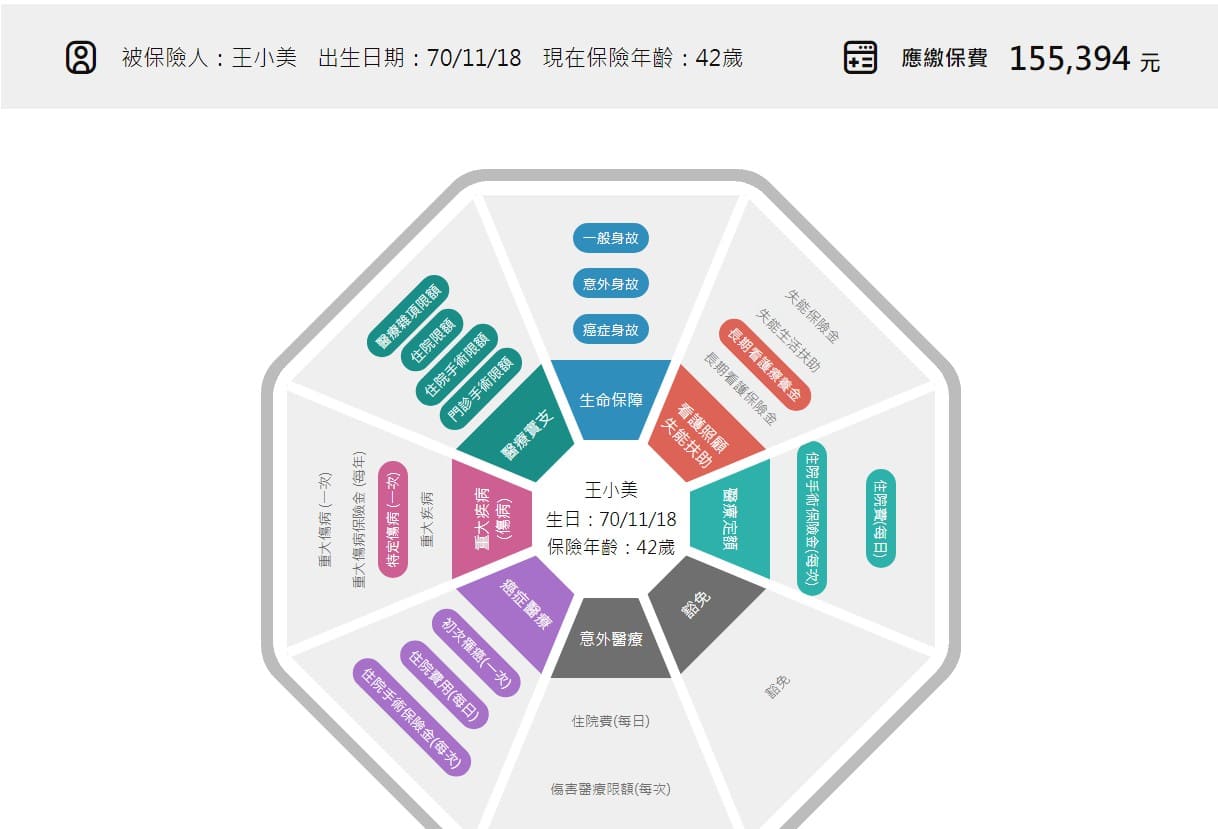 被保險人：王小美 出生日期：70/11/18 現在保險年齡：42歲
應繳保費 155,394 元
一般身故
意外身故
癌症身故
生命保障
失能保險金
失能生活扶助
長期看護療養金
長期看護保險金
看護照顧
失能扶助
醫療定額
住院手術保險金(每次)
住院費(每日)
豁免
豁免
意外醫療
住院費(每日)
傷害醫療限額(每次)
癌症醫療
初次罹癌(一次)
住院費用(每日)
住院手術保險金(每次)
重大疾病
(傷病)
重大疾病
特定傷病 (一次)
重大傷病保險金 (每年)
重大傷病 (一次)
醫療實支
醫療雜項限額
住院限額
住院手術限額
門診手術限額
王小美
生日：70/11/18
保險年齡：42歲